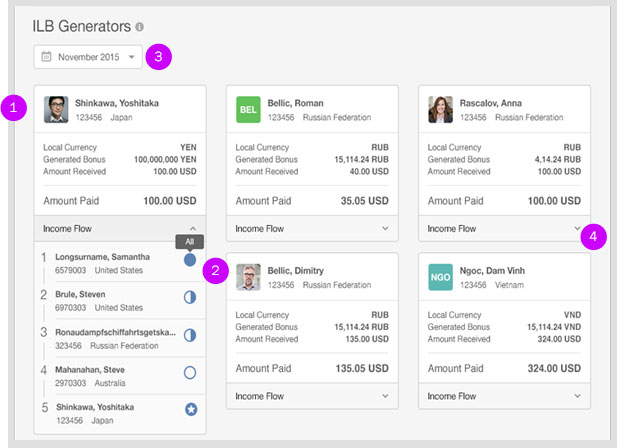 ILB Generators
November 2015
3
1
Shinkawa, Yoshitaka
123456 Japan
Local Currency YEN
Generated Bonus 100,000,000 YEN
Amount Received 100.00 USD
Amount Paid 100.00 USD
Income Flow
All
1 Longsurname, Samantha
6579003 United States
2 Brule, Steven
6970303 United States
3 Ronaudampfschiffahrtsgetska...
323456 Russian Federation
4 Mahanahan, Steve
2970303 Australia
5 Shinkawa, Yoshitaka
123456 Japan
BEL
Bellic, Roman
123456 Russian Federation
Local Currency RUB
Generated Bonus 15,114.24 RUB
Amount Received 40.00 USD
Amount Paid 35.05 USD
Income Flow
Rascalov, Anna
123456 Russian Federation
Local Currency RUB
Generated Bonus 4,14.24 RUB
Amount Received 100.00 USD
Amount Paid 100.00 USD
Income Flow
4
2
Bellic, Dimitry
123456 Russian Federation
Local Currency RUB
Generated Bonus 15,114.24 RUB
Amount Received 135.00 USD
Amount Paid 135.05 USD
Income Flow
NGO
Ngoc, Dam Vinh
123456 Vietnam
Local Currency VND
Generated Bonus 15,114.24 VND
Amount Received 324.00 USD
Amount Paid 324.00 USD
Income Flow